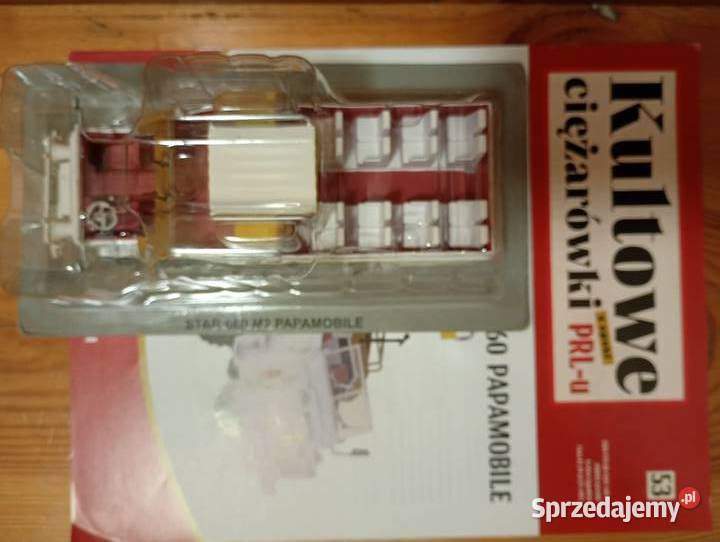 Kultowe
ciężarówki PRL-u
53
STAR 660 M2 PAPAMOBILE
60 PAPAMOBILE
Sprzedajemy.pl